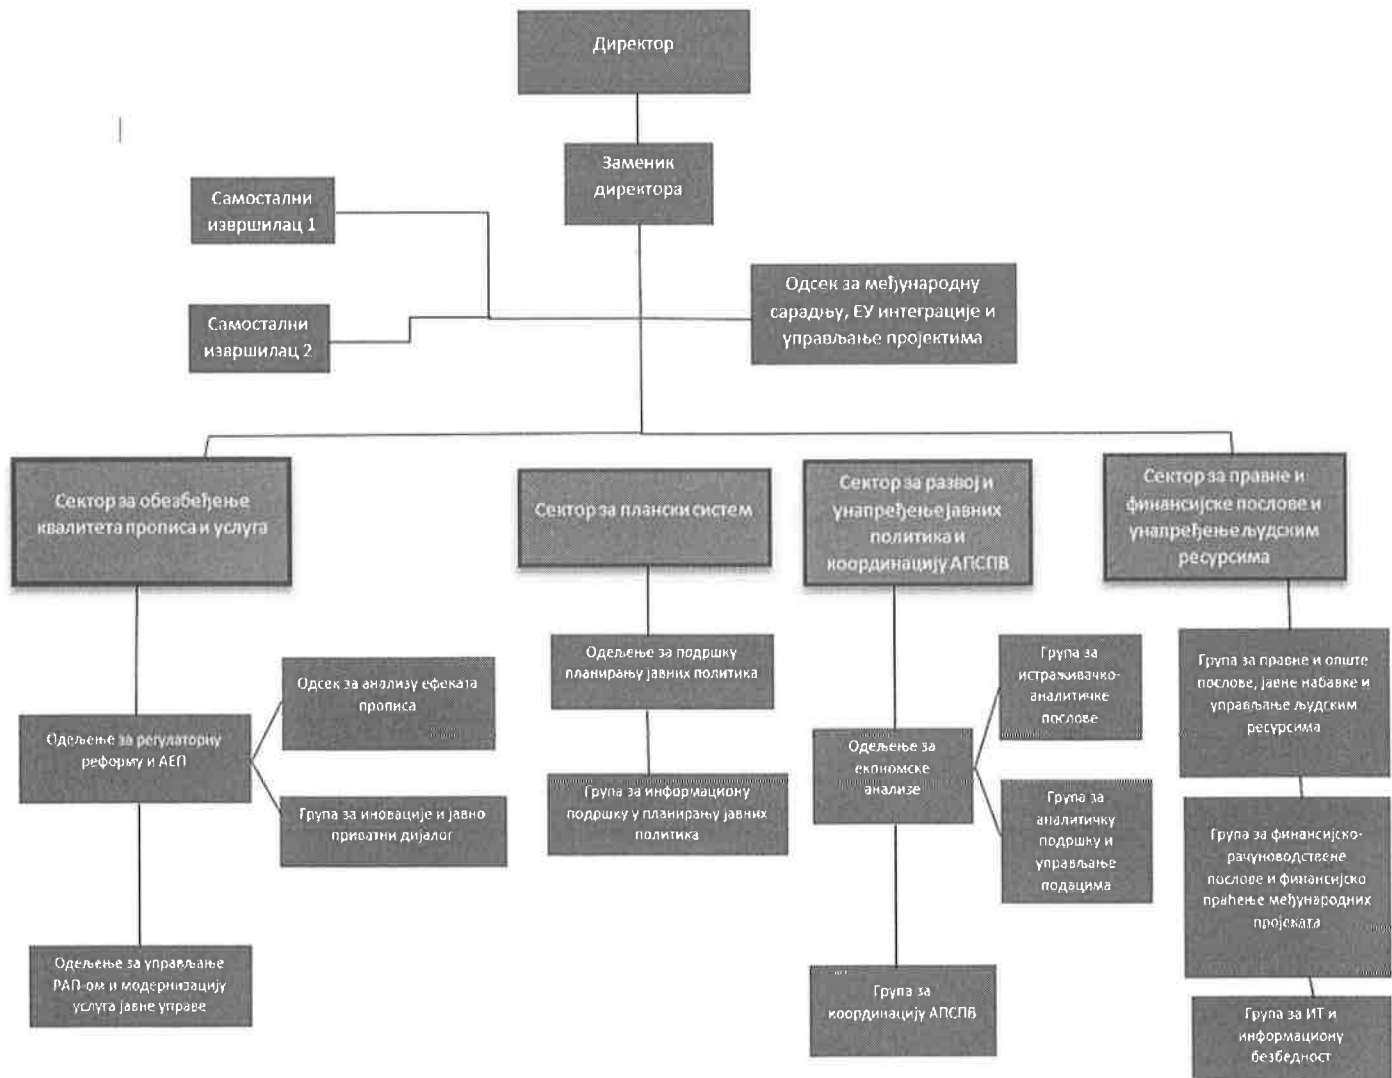 Директор
Заменик
директора
Самостални
извршилац 1
Самостални
извршилац 2
Одсек за међународну
сарадњу, ЕУ интеграције и
управљање пројектима
Сектор за обезбеђење
квалитета прописа и услуга
Сектор за плански систем
Сектор за развој и
унапређење јавних
политика и
координацију АПСПВ
Сектор за правне и
финансијске послове и
унапређење људским
ресурсима
Одељење за регулаторну
реформу и АЕП
Одсек за анализу ефеката
прописа
Група за иновације и јавно
приватни дијалог
Одељење за управљање
РАП-ом и модернизацију
услуга јавне управе
Одељење за подршку
планирању јавних политика
Група за информациону
подршку у планирању јавних
политика
Одељење за
економске
анализе
Група за
истраживачко-
аналитичке
послове
Група за
аналитичку
подршку и
управљање
подацима
Група за
координацију АПСПВ
Група за правне и опште
послове, јавне набавке и
управљање људским
ресурсима
Група за финансијско-
рачуноводствене
послове и финансијско
праћење међународних
пројеката
Група за ИТ и
информациону
безбедност